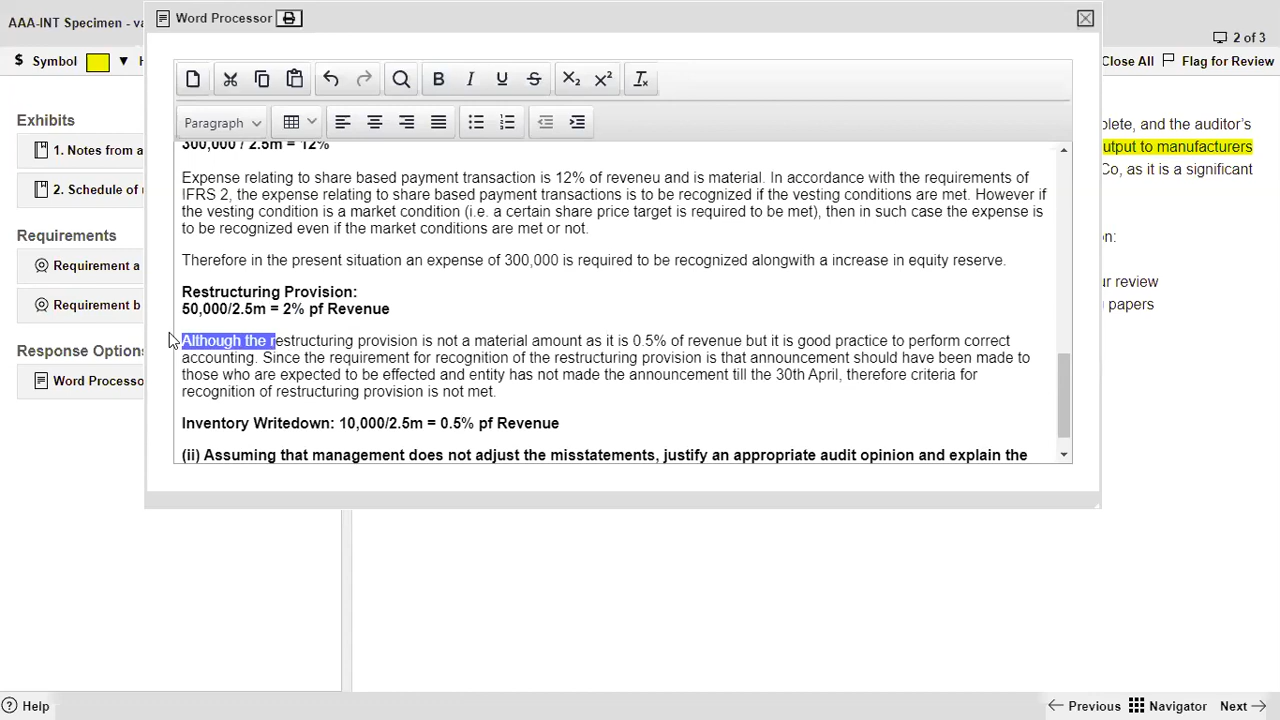 AAA-INT Specimen - va
Word Processor
2 of 3
$ Symbol
Close All
Flag for Review
Paragraph
Exhibits
1. Notes from a
2. Schedule of
Requirements
Requirement a
Requirement b
Response Options
Word Processo
300,000 / 2.5m = 12%
Expense relating to share based payment transaction is 12% of reveneu and is material. In accordance with the requirements of
IFRS 2, the expense relating to share based payment transactions is to be recognized if the vesting conditions are met. However if
the vesting condition is a market condition (i.e. a certain share price target is required to be met), then in such case the expense is
to be recognized even if the market conditions are met or not.
Therefore in the present situation an expense of 300,000 is required to be recognized alongwith a increase in equity reserve.
Restructuring Provision:
50,000/2.5m = 2% pf Revenue
Although the restructuring provision is not a material amount as it is 0.5% of revenue but it is good practice to perform correct
accounting. Since the requirement for recognition of the restructuring provision is that announcement should have been made to
those who are expected to be effected and entity has not made the announcement till the 30th April, therefore criteria for
recognition of restructuring provision is not met.
Inventory Writedown: 10,000/2.5m = 0.5% pf Revenue
(ii) Assuming that management does not adjust the misstatements, justify an appropriate audit opinion and explain the
plete, and the auditor's
utput to manufacturers
Co, as it is a significant
on:
ur review
papers
Help
Previous
Navigator
Next